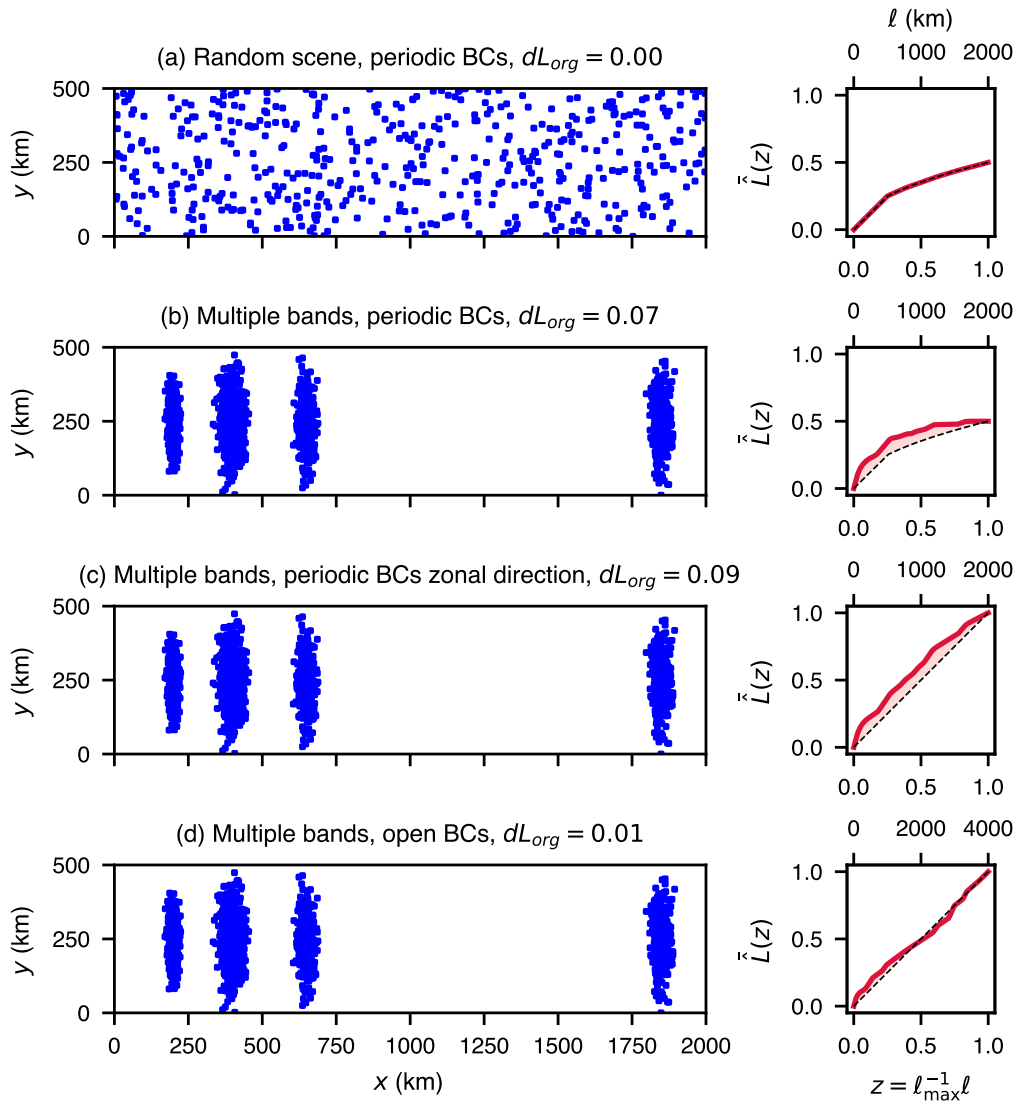 ℓ (km)
0 1000 2000
(a) Random scene, periodic BCs, dL_org = 0.00
500
250
0
y (km)
1.0
0.5
0.0
L̂̄(z)
0.0 0.5 1.0
0 1000 2000
(b) Multiple bands, periodic BCs, dL_org = 0.07
500
250
0
y (km)
1.0
0.5
0.0
L̂̄(z)
0.0 0.5 1.0
0 1000 2000
(c) Multiple bands, periodic BCs zonal direction, dL_org = 0.09
500
250
0
y (km)
1.0
0.5
0.0
L̂̄(z)
0.0 0.5 1.0
0 2000 4000
(d) Multiple bands, open BCs, dL_org = 0.01
500
250
0
y (km)
1.0
0.5
0.0
L̂̄(z)
0 250 500 750 1000 1250 1500 1750 2000
0.0 0.5 1.0
x (km)
z = ℓ_max^−1 ℓ